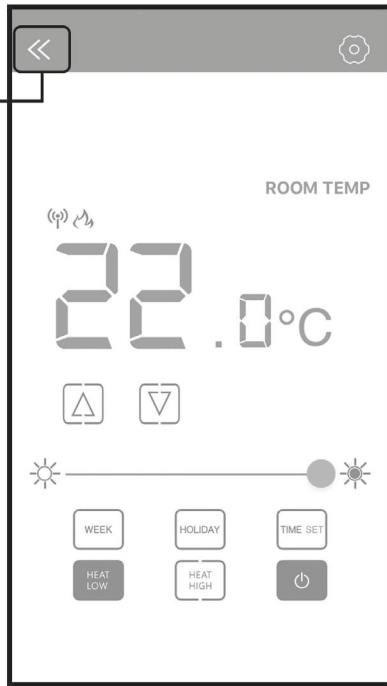 ROOM TEMP
22.0°C
WEEK
HOLIDAY
TIME SET
HEAT
LOW
HEAT
HIGH